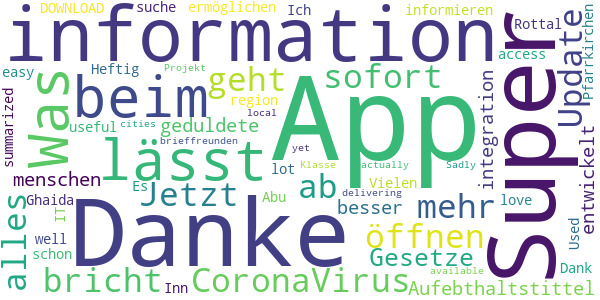 DOWNLOAD suche ermöglichen Ich informieren
information Super Rottal
easy Heftig Was beim geht sofort access Update Pfarrkirchen
useful cities region local App
summarized lässt geduldete integration
menschen Projekt brieffreunden yet lot ab Klasse actually Sadly entwickelt
Ghaida Es Jetzt Abu Vielen delivering mehr love
alles IT Danke besser öffnen Used
well schon Gesetze Dank
bricht Inn CoronaVirus available Aufebthaltstittel